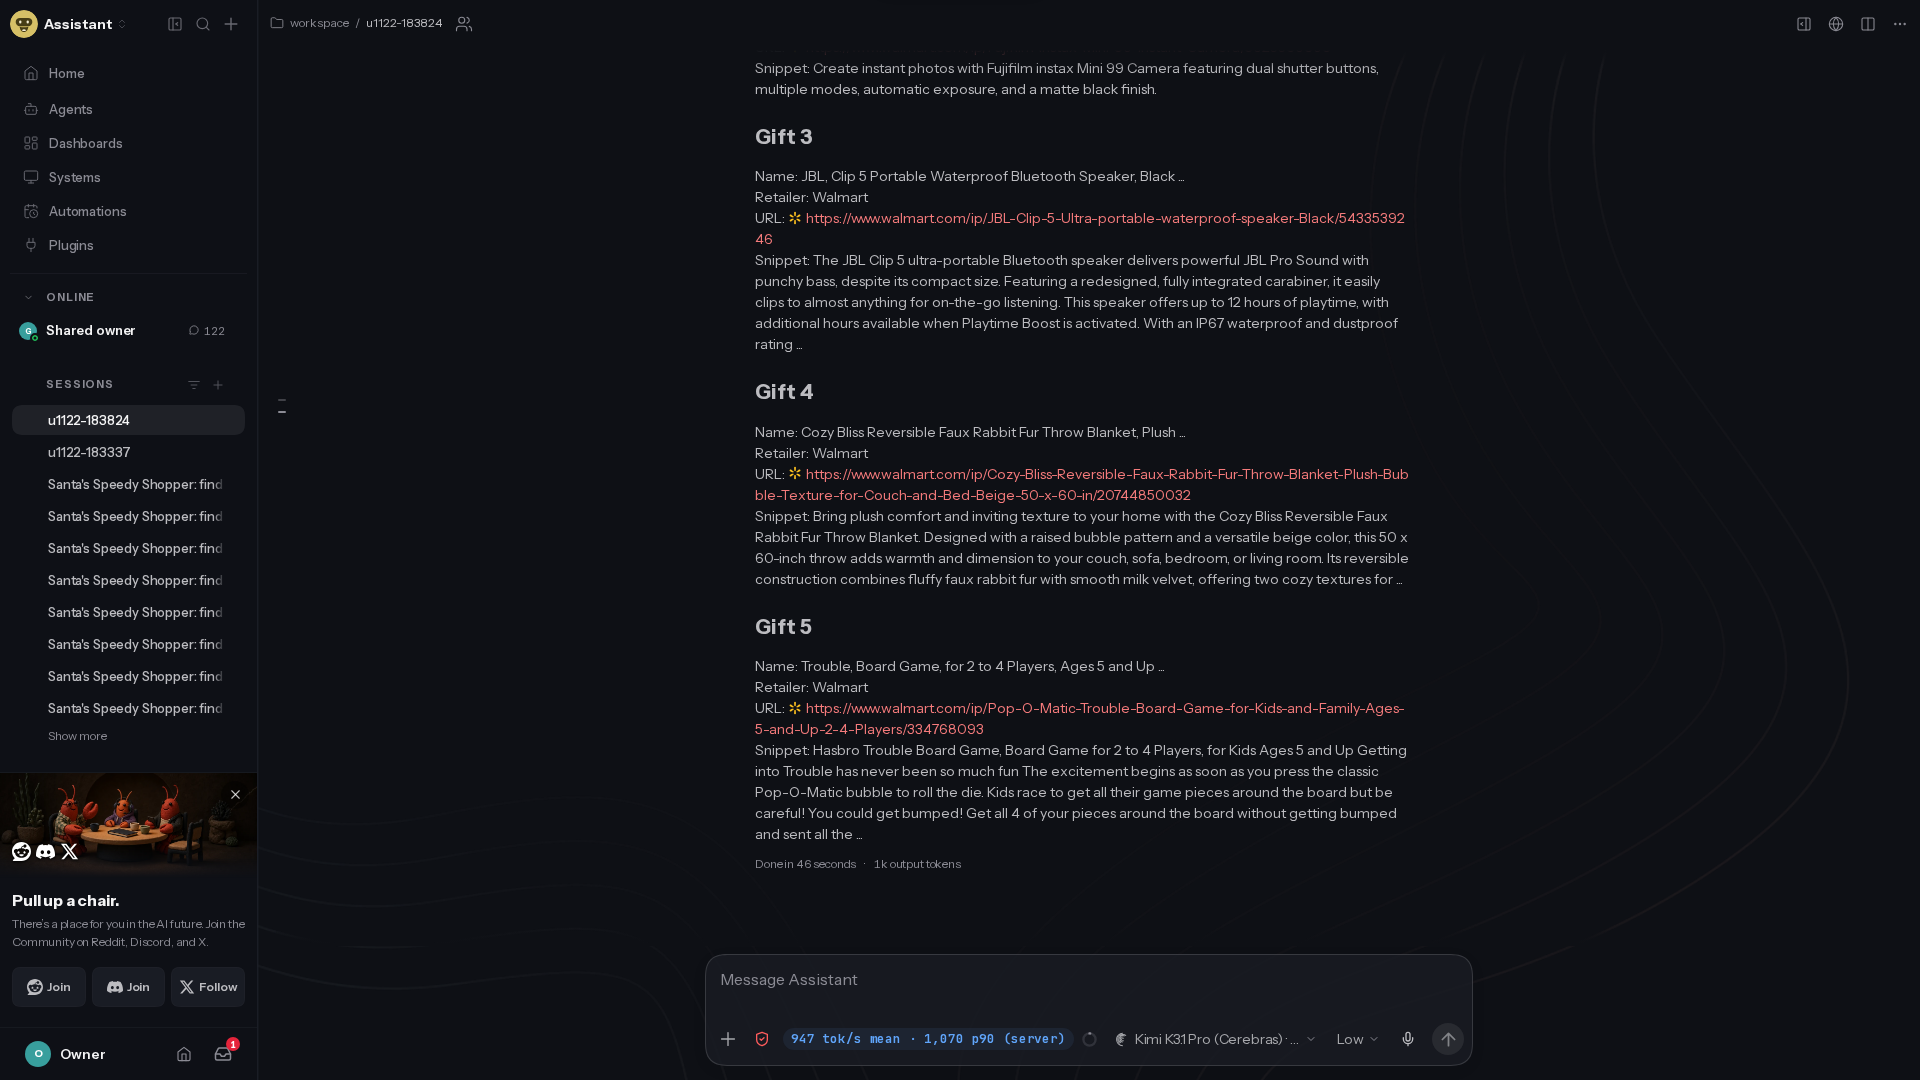 Assistant
workspace / u1122-183824
Home
Agents
Dashboards
Systems
Automations
Plugins
ONLINE
G Shared owner 122
SESSIONS
u1122-183824
u1122-183337
Santa's Speedy Shopper: find
Santa's Speedy Shopper: find
Santa's Speedy Shopper: find
Santa's Speedy Shopper: find
Santa's Speedy Shopper: find
Santa's Speedy Shopper: find
Santa's Speedy Shopper: find
Santa's Speedy Shopper: find
Show more
Pull up a chair.
There's a place for you in the AI future. Join the
Community on Reddit, Discord, and X.
Join
Join
Follow
O Owner 1
Snippet: Create instant photos with Fujifilm instax Mini 99 Camera featuring dual shutter buttons,
multiple modes, automatic exposure, and a matte black finish.
Gift 3
Name: JBL, Clip 5 Portable Waterproof Bluetooth Speaker, Black ...
Retailer: Walmart
URL: https://www.walmart.com/ip/JBL-Clip-5-Ultra-portable-waterproof-speaker-Black/54335392
46
Snippet: The JBL Clip 5 ultra-portable Bluetooth speaker delivers powerful JBL Pro Sound with
punchy bass, despite its compact size. Featuring a redesigned, fully integrated carabiner, it easily
clips to almost anything for on-the-go listening. This speaker offers up to 12 hours of playtime, with
additional hours available when Playtime Boost is activated. With an IP67 waterproof and dustproof
rating ...
Gift 4
Name: Cozy Bliss Reversible Faux Rabbit Fur Throw Blanket, Plush ...
Retailer: Walmart
URL: https://www.walmart.com/ip/Cozy-Bliss-Reversible-Faux-Rabbit-Fur-Throw-Blanket-Plush-Bub
ble-Texture-for-Couch-and-Bed-Beige-50-x-60-in/20744850032
Snippet: Bring plush comfort and inviting texture to your home with the Cozy Bliss Reversible Faux
Rabbit Fur Throw Blanket. Designed with a raised bubble pattern and a versatile beige color, this 50 x
60-inch throw adds warmth and dimension to your couch, sofa, bedroom, or living room. Its reversible
construction combines fluffy faux rabbit fur with smooth milk velvet, offering two cozy textures for ...
Gift 5
Name: Trouble, Board Game, for 2 to 4 Players, Ages 5 and Up ...
Retailer: Walmart
URL: https://www.walmart.com/ip/Pop-O-Matic-Trouble-Board-Game-for-Kids-and-Family-Ages-
5-and-Up-2-4-Players/334768093
Snippet: Hasbro Trouble Board Game, Board Game for 2 to 4 Players, for Kids Ages 5 and Up Getting
into Trouble has never been so much fun The excitement begins as soon as you press the classic
Pop-O-Matic bubble to roll the die. Kids race to get all their game pieces around the board but be
careful! You could get bumped! Get all 4 of your pieces around the board without getting bumped
and sent all the ...
Done in 46 seconds · 1k output tokens
Message Assistant
947 tok/s mean · 1,070 p90 (server)
Kimi K3.1 Pro (Cerebras) · ...
Low